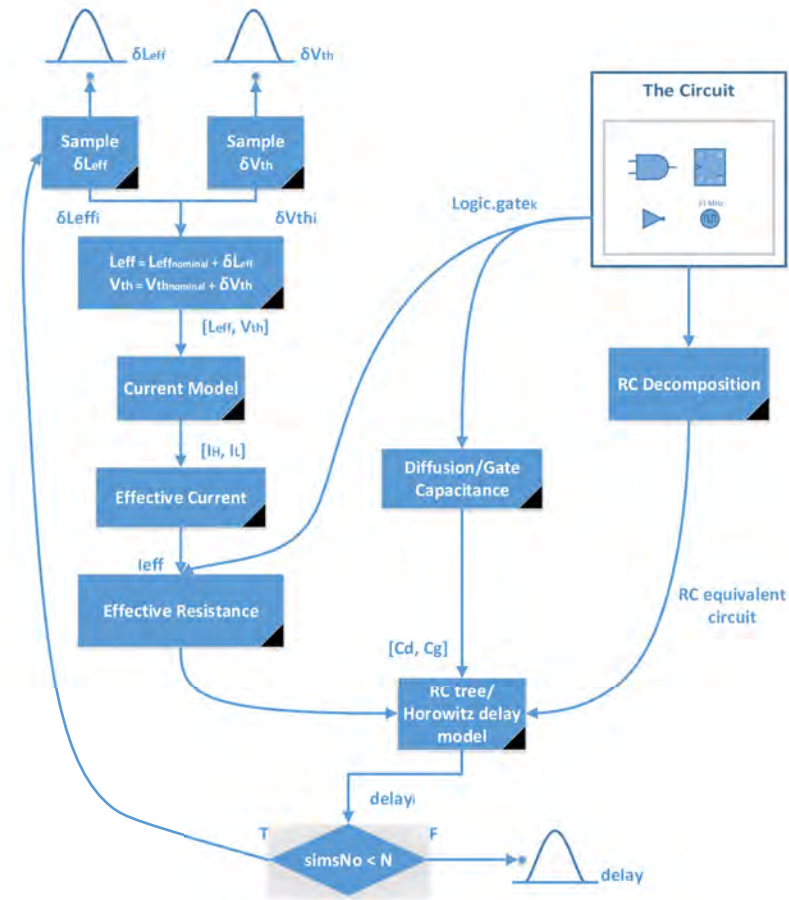 δLeff
δVth
Sample
δLeff
Sample
δVth
The Circuit
δLeffi
δVthi
Logic.gatek
Leff = Leffnominal + δLeff
Vth = Vthnominal + δVth
[Leff, Vth]
Current Model
RC Decomposition
[IH, IL]
Diffusion/Gate
Capacitance
Effective Current
Ieff
Effective Resistance
RC equivalent
circuit
[Cd, Cg]
RC tree/
Horowitz delay
model
delayi
T
F
simsNo < N
delay